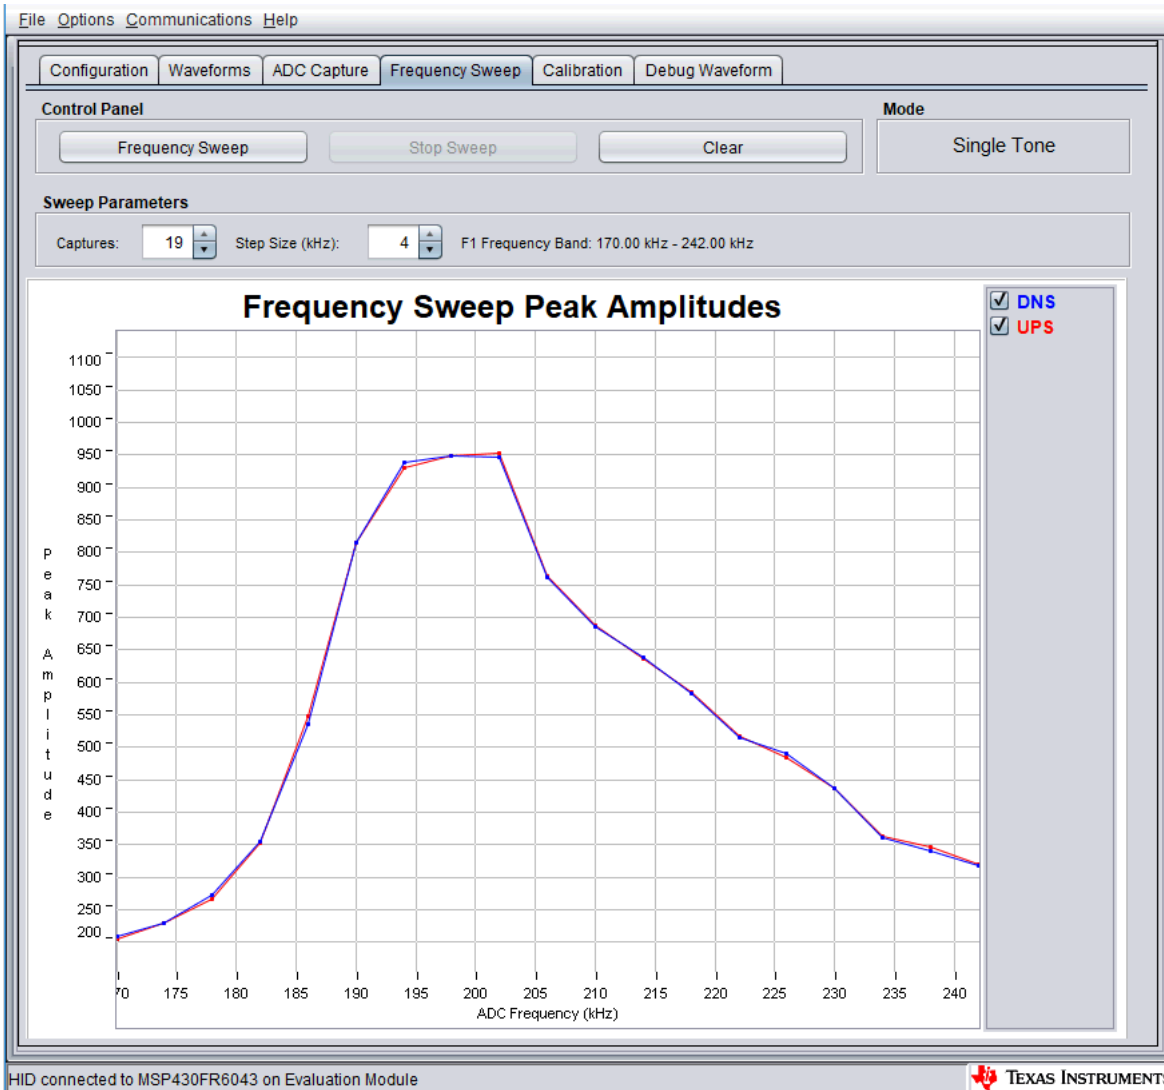 File Options Communications Help
Configuration Waveforms ADC Capture Frequency Sweep Calibration Debug Waveform
Control Panel Mode
Frequency Sweep Stop Sweep Clear Single Tone
Sweep Parameters
Captures: 19 Step Size (kHz): 4 F1 Frequency Band: 170.00 kHz - 242.00 kHz
Frequency Sweep Peak Amplitudes
DNS
UPS
1100
1050
1000
950
900
850
800
750
700
650
600
550
500
450
400
350
300
250
200
Peak Amplitude
70 175 180 185 190 195 200 205 210 215 220 225 230 235 240
ADC Frequency (kHz)
HID connected to MSP430FR6043 on Evaluation Module TEXAS INSTRUMENTS